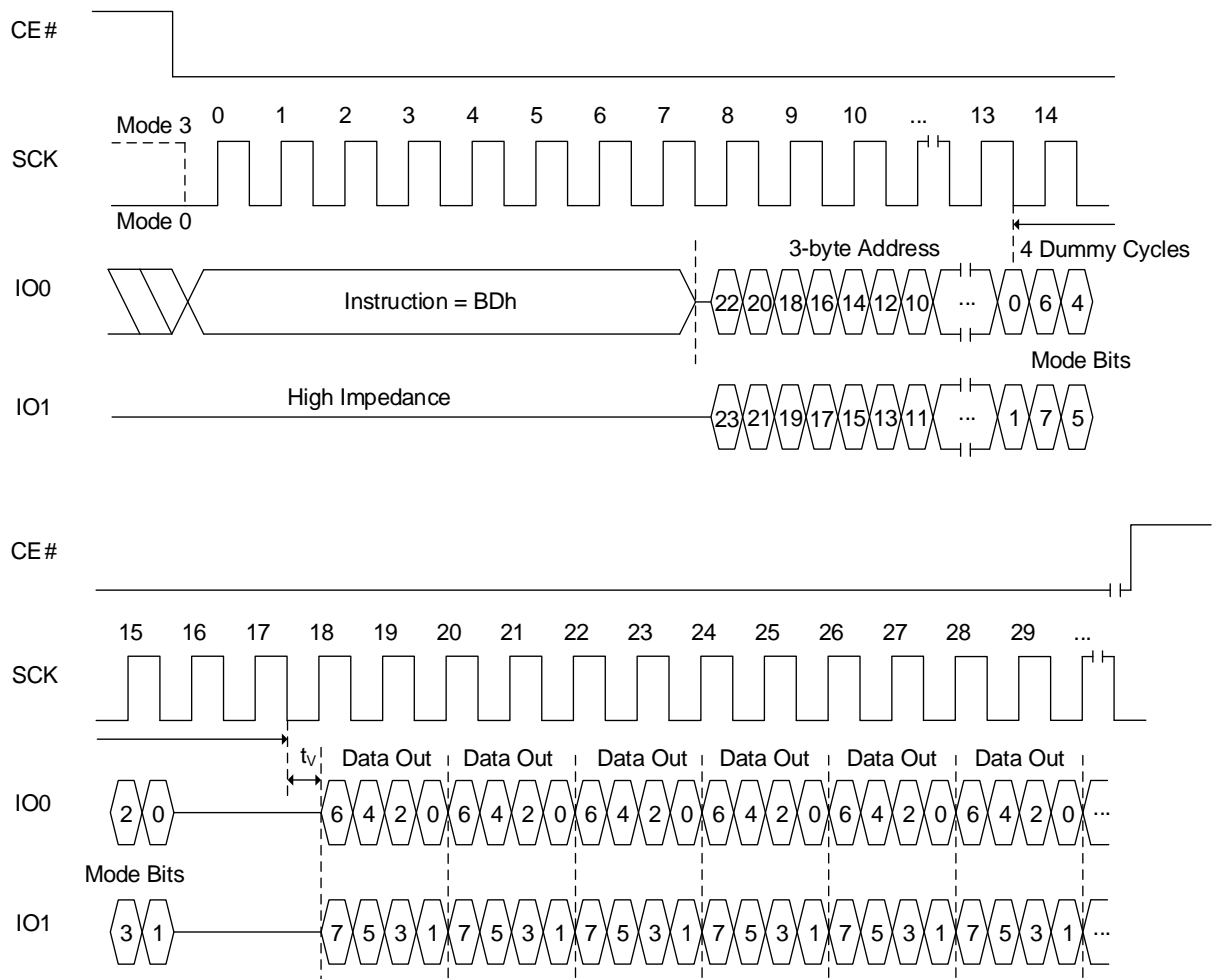 CE#
0 1 2 3 4 5 6 7 8 9 10 ... 13 14
Mode 3
SCK
Mode 0
3-byte Address 4 Dummy Cycles
IO0 Instruction = BDh 22 20 18 16 14 12 10 ... 0 6 4
Mode Bits
IO1 High Impedance 23 21 19 17 15 13 11 ... 1 7 5
CE#
15 16 17 18 19 20 21 22 23 24 25 26 27 28 29 ...
SCK
tV Data Out Data Out Data Out Data Out Data Out Data Out
IO0 2 0 6 4 2 0 6 4 2 0 6 4 2 0 6 4 2 0 6 4 2 0 6 4 2 0 ...
Mode Bits
IO1 3 1 7 5 3 1 7 5 3 1 7 5 3 1 7 5 3 1 7 5 3 1 7 5 3 1 ...